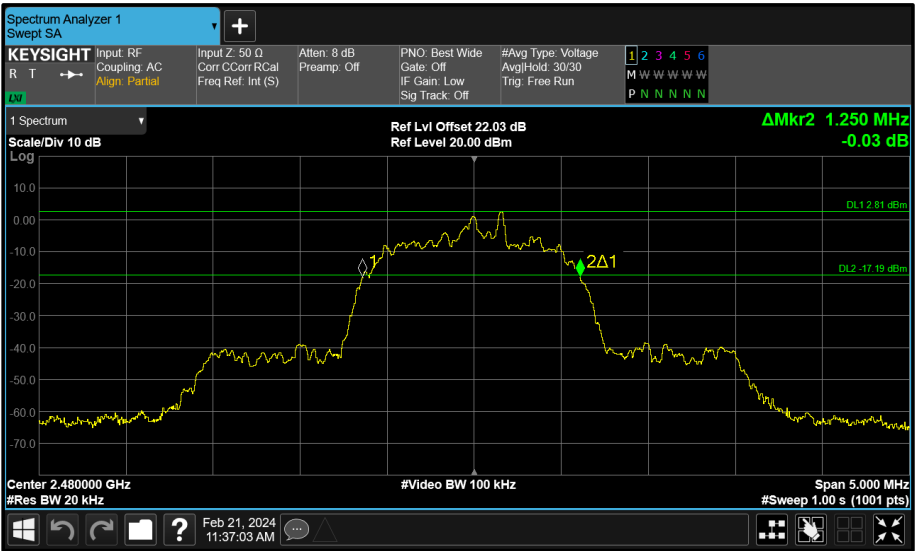 Spectrum Analyzer 1
Swept SA
+
KEYSIGHT
R T
LXI
Input: RF
Coupling: AC
Align: Partial
Input Z: 50 Ω
Corr CCorr RCal
Freq Ref: Int (S)
Atten: 8 dB
Preamp: Off
PNO: Best Wide
Gate: Off
IF Gain: Low
Sig Track: Off
#Avg Type: Voltage
Avg|Hold: 30/30
Trig: Free Run
1 2 3 4 5 6
M W W W W W
P N N N N N
1 Spectrum
Scale/Div 10 dB
Ref Lvl Offset 22.03 dB
Ref Level 20.00 dBm
ΔMkr2 1.250 MHz
-0.03 dB
Log
10.0
0.00
-10.0
-20.0
-30.0
-40.0
-50.0
-60.0
-70.0
DL1 2.81 dBm
1
2Δ1
DL2 -17.19 dBm
Center 2.480000 GHz
#Res BW 20 kHz
#Video BW 100 kHz
Span 5.000 MHz
#Sweep 1.00 s (1001 pts)
?
Feb 21, 2024
11:37:03 AM